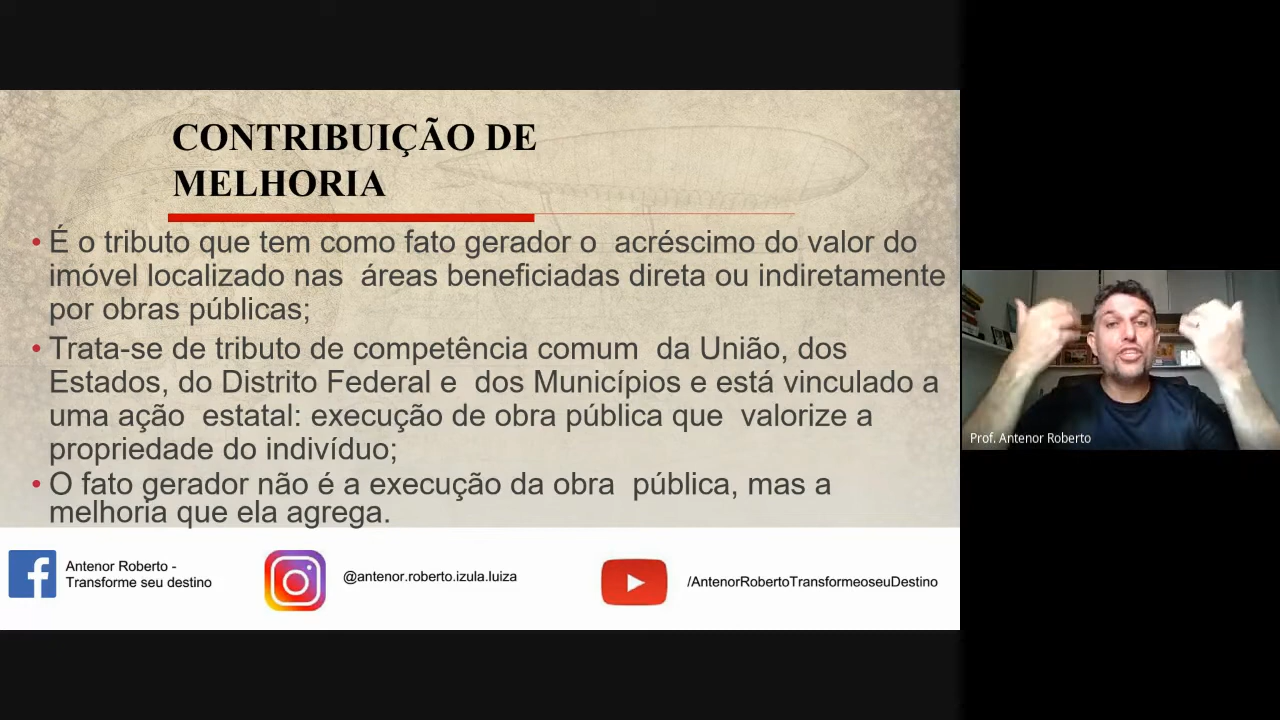 CONTRIBUIÇÃO DE
MELHORIA
• É o tributo que tem como fato gerador o acréscimo do valor do
imóvel localizado nas áreas beneficiadas direta ou indiretamente
por obras públicas;
• Trata-se de tributo de competência comum da União, dos
Estados, do Distrito Federal e dos Municípios e está vinculado a
uma ação estatal: execução de obra pública que valorize a
propriedade do indivíduo;
• O fato gerador não é a execução da obra pública, mas a
melhoria que ela agrega.
Antenor Roberto -
Transforme seu destino
@antenor.roberto.izula.luiza
/AntenorRobertoTransformeoseuDestino
Prof. Antenor Roberto